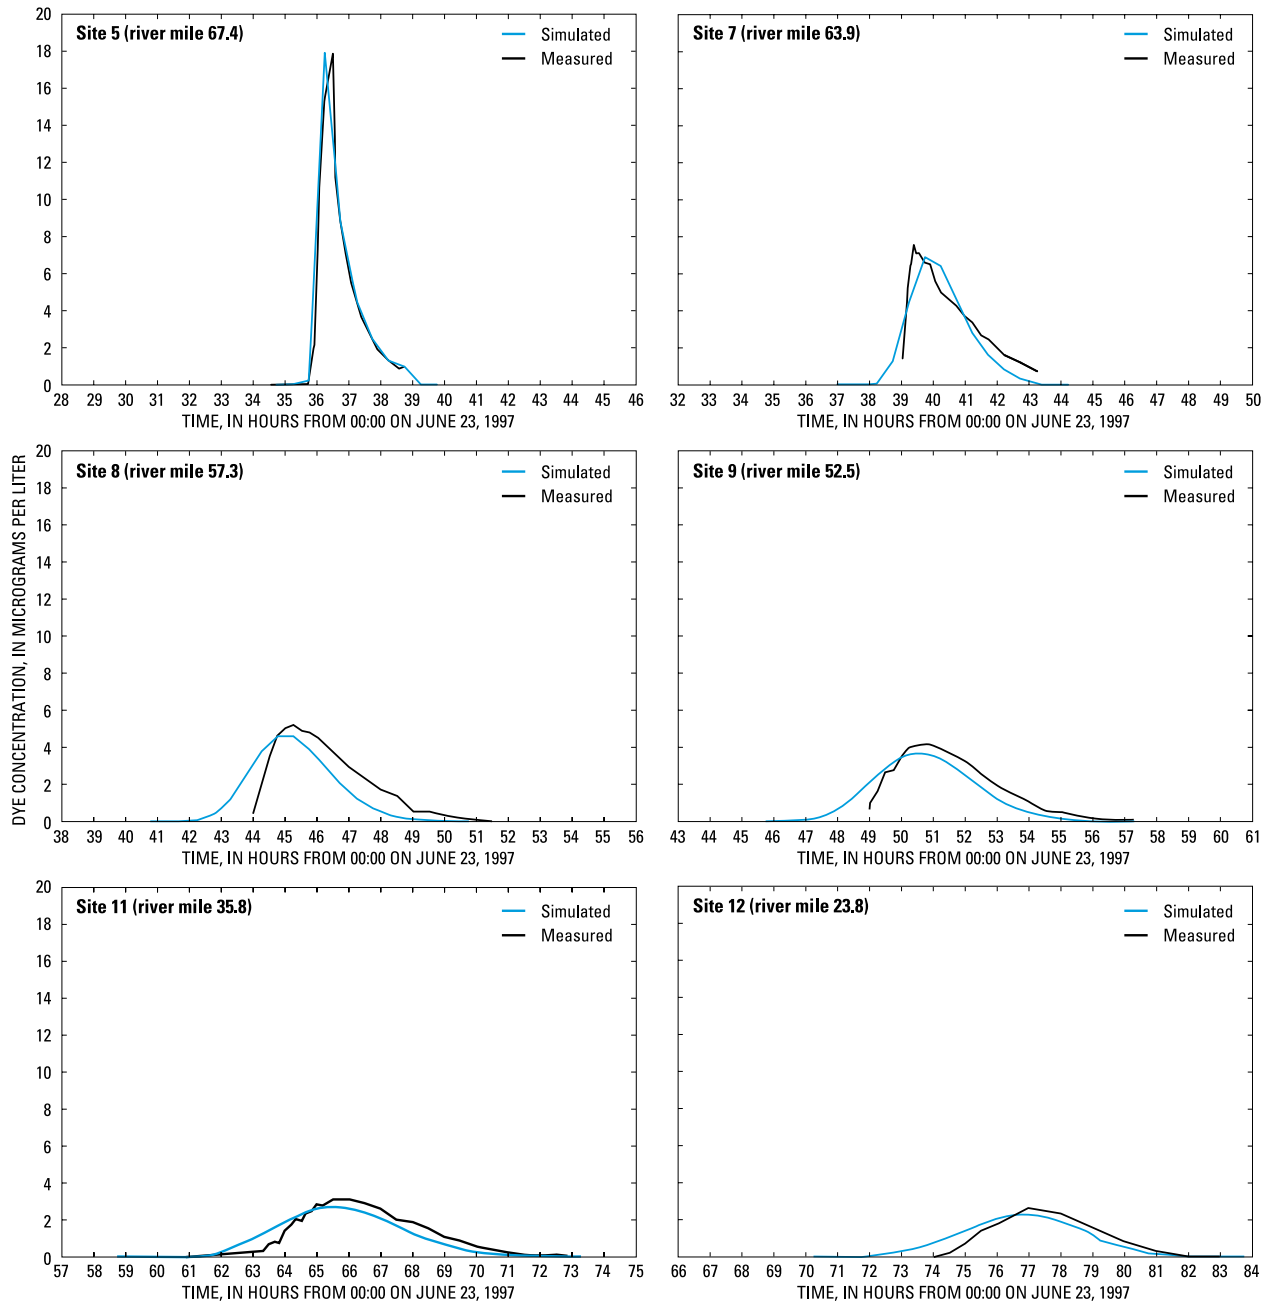 Site 5 (river mile 67.4)
Simulated
Measured
20
18
16
14
12
10
8
6
4
2
0
28 29 30 31 32 33 34 35 36 37 38 39 42 41 42 43 44 45 46
TIME, IN HOURS FROM 00:00 ON JUNE 23, 1997
Site 7 (river mile 63.9)
Simulated
Measured
32 33 34 35 38 37 38 39 40 41 42 43 43 45 46 47 48 49 50
TIME, IN HOURS FROM 00:00 ON JUNE 23, 1997
DYE CONCENTRATION, IN MICROGRAMS PER LITER
Site 8 (river mile 57.3)
Simulated
Measured
20
18
16
14
12
10
8
6
4
2
0
38 39 40 40 42 43 44 45 46 47 48 49 50 52 52 53 54 55 56
TIME, IN HOURS FROM 00:00 ON JUNE 23, 1997
Site 9 (river mile 52.5)
Simulated
Measured
43 44 44 46 47 48 49 50 51 52 53 54 55 46 57 58 59 60 61
TIME, IN HOURS FROM 00:00 ON JUNE 23, 1997
Site 11 (river mile 35.8)
Simulated
Measured
20
18
16
14
12
10
8
6
4
2
0
57 58 59 60 61 62 63 64 65 66 67 68 69 70 71 72 73 74 75
TIME, IN HOURS FROM 00:00 ON JUNE 23, 1997
Site 12 (river mile 23.8)
Simulated
Measured
66 67 68 70 70 71 72 73 74 75 76 77 78 79 80 81 82 83 84
TIME, IN HOURS FROM 00:00 ON JUNE 23, 1997